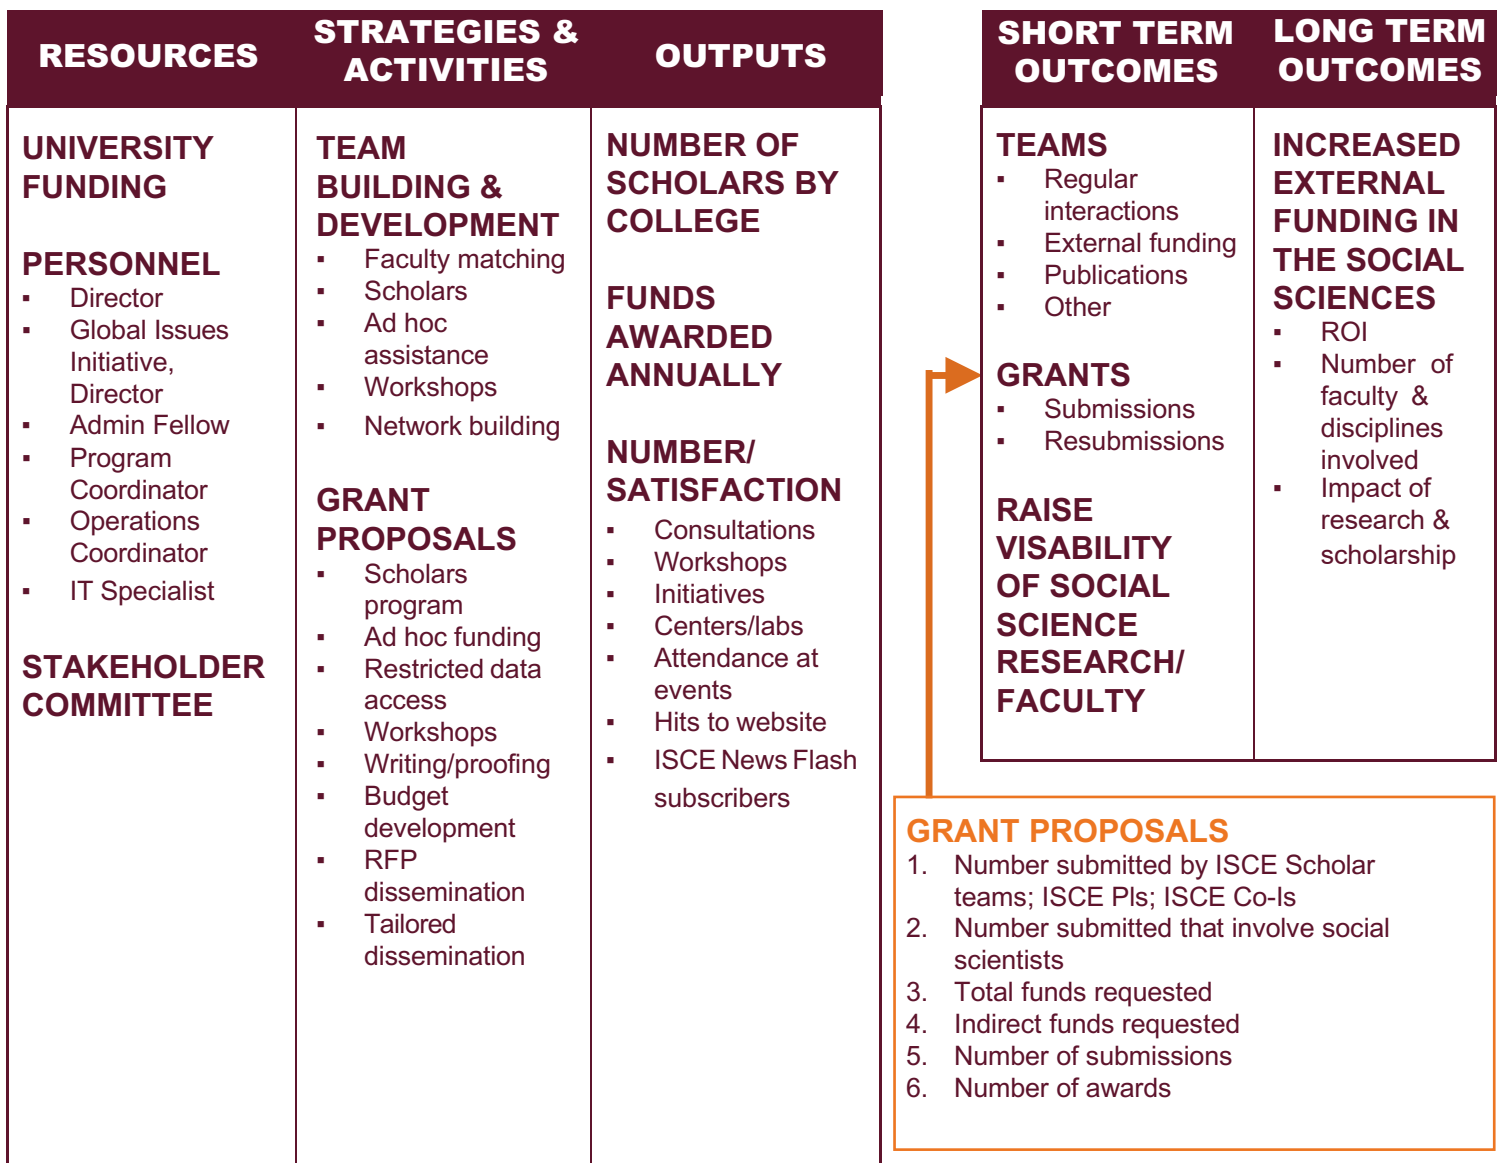 RESOURCES
STRATEGIES &
ACTIVITIES
OUTPUTS
SHORT TERM
OUTCOMES
LONG TERM
OUTCOMES
UNIVERSITY
FUNDING
PERSONNEL
▪ Director
▪ Global Issues
Initiative,
Director
▪ Admin Fellow
▪ Program
Coordinator
▪ Operations
Coordinator
▪ IT Specialist
STAKEHOLDER
COMMITTEE
TEAM
BUILDING &
DEVELOPMENT
▪ Faculty matching
▪ Scholars
▪ Ad hoc
assistance
▪ Workshops
▪ Network building
GRANT
PROPOSALS
▪ Scholars
program
▪ Ad hoc funding
▪ Restricted data
access
▪ Workshops
▪ Writing/proofing
▪ Budget
development
▪ RFP
dissemination
▪ Tailored
dissemination
NUMBER OF
SCHOLARS BY
COLLEGE
FUNDS
AWARDED
ANNUALLY
NUMBER/
SATISFACTION
▪ Consultations
▪ Workshops
▪ Initiatives
▪ Centers/labs
▪ Attendance at
events
▪ Hits to website
▪ ISCE News Flash
subscribers
TEAMS
▪ Regular
interactions
▪ External funding
▪ Publications
▪ Other
GRANTS
▪ Submissions
▪ Resubmissions
RAISE
VISABILITY
OF SOCIAL
SCIENCE
RESEARCH/
FACULTY
INCREASED
EXTERNAL
FUNDING IN
THE SOCIAL
SCIENCES
▪ ROI
▪ Number of
faculty &
disciplines
involved
▪ Impact of
research &
scholarship
GRANT PROPOSALS
1. Number submitted by ISCE Scholar
teams; ISCE PIs; ISCE Co-Is
2. Number submitted that involve social
scientists
3. Total funds requested
4. Indirect funds requested
5. Number of submissions
6. Number of awards